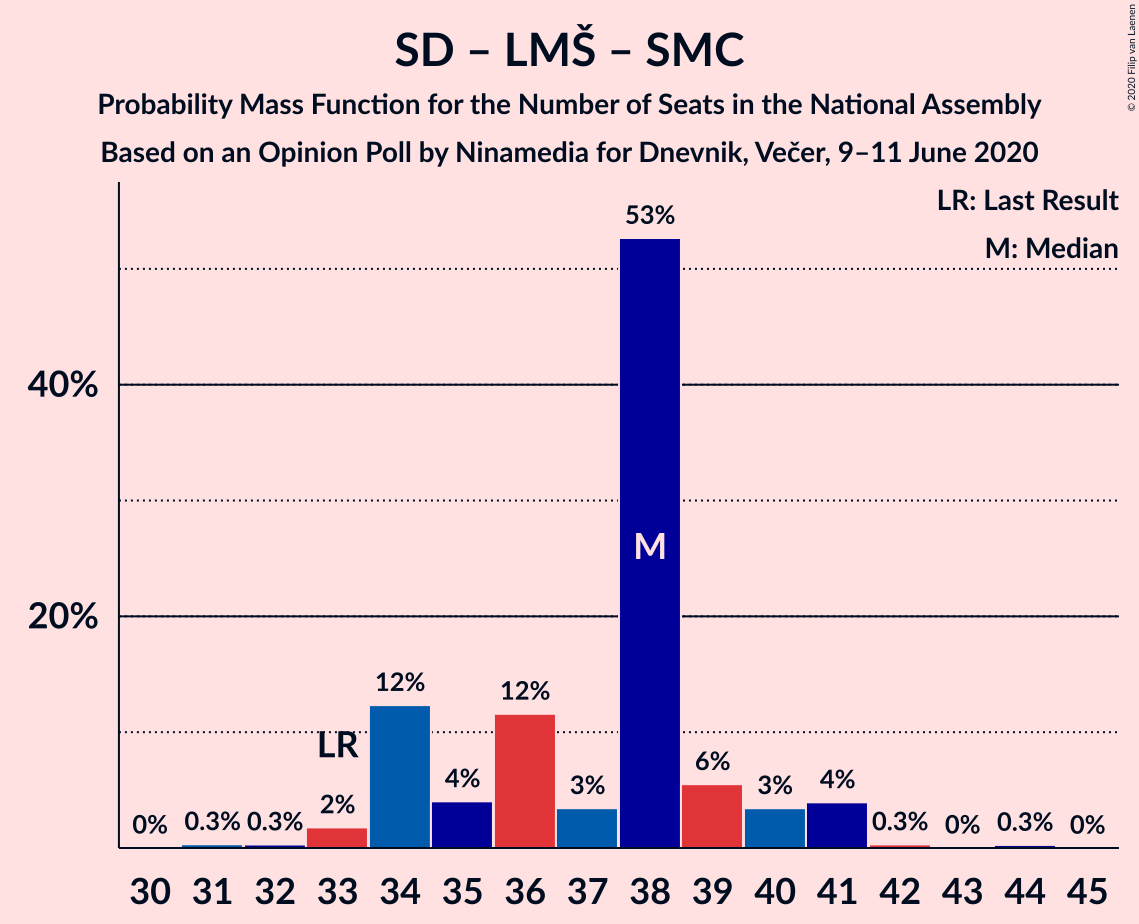 SD – LMŠ – SMC
Probability Mass Function for the Number of Seats in the National Assembly
Based on an Opinion Poll by Ninamedia for Dnevnik, Večer, 9–11 June 2020
© 2020 Filip van Laenen
LR: Last Result
M: Median
40%
20%
0%
0.3%
0.3%
2%
LR
12%
4%
12%
3%
53%
M
6%
3%
4%
0.3%
0%
0.3%
0%
30 31 32 33 34 35 36 37 38 39 40 41 42 43 44 45